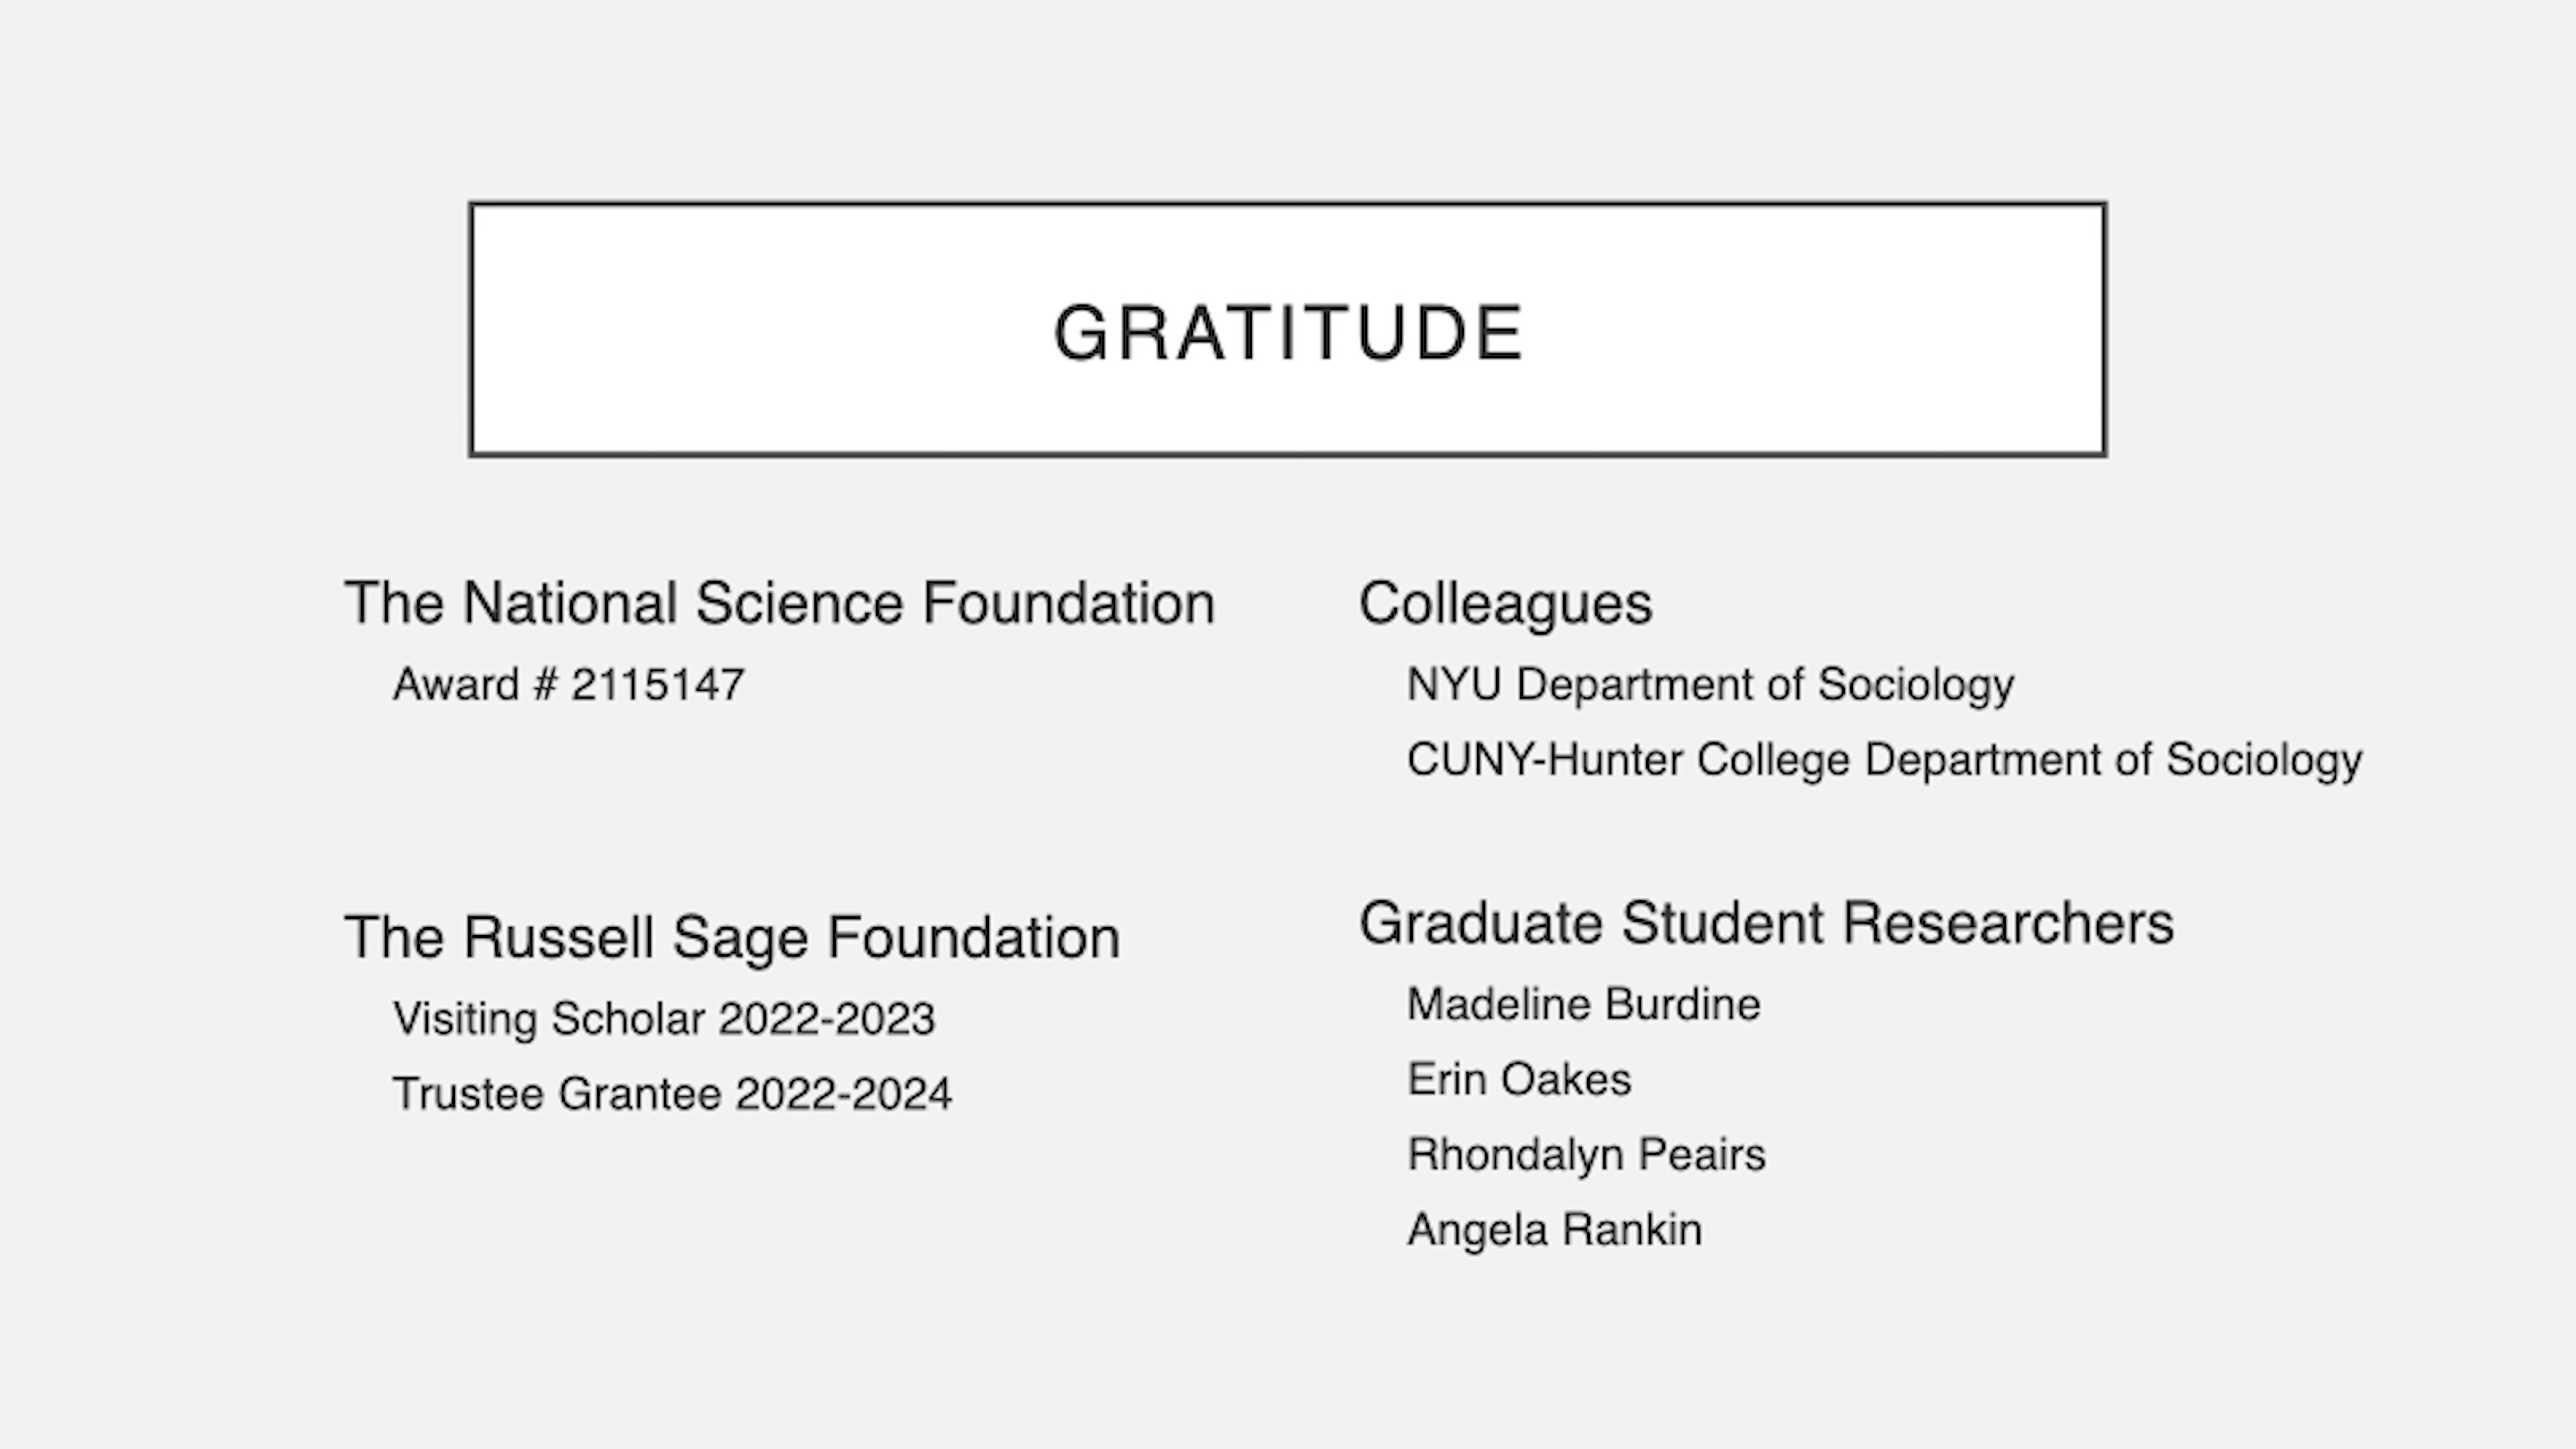 GRATITUDE
The National Science Foundation
Award # 2115147
The Russell Sage Foundation
Visiting Scholar 2022-2023
Trustee Grantee 2022-2024
Colleagues
NYU Department of Sociology
CUNY-Hunter College Department of Sociology
Graduate Student Researchers
Madeline Burdine
Erin Oakes
Rhondalyn Peairs
Angela Rankin